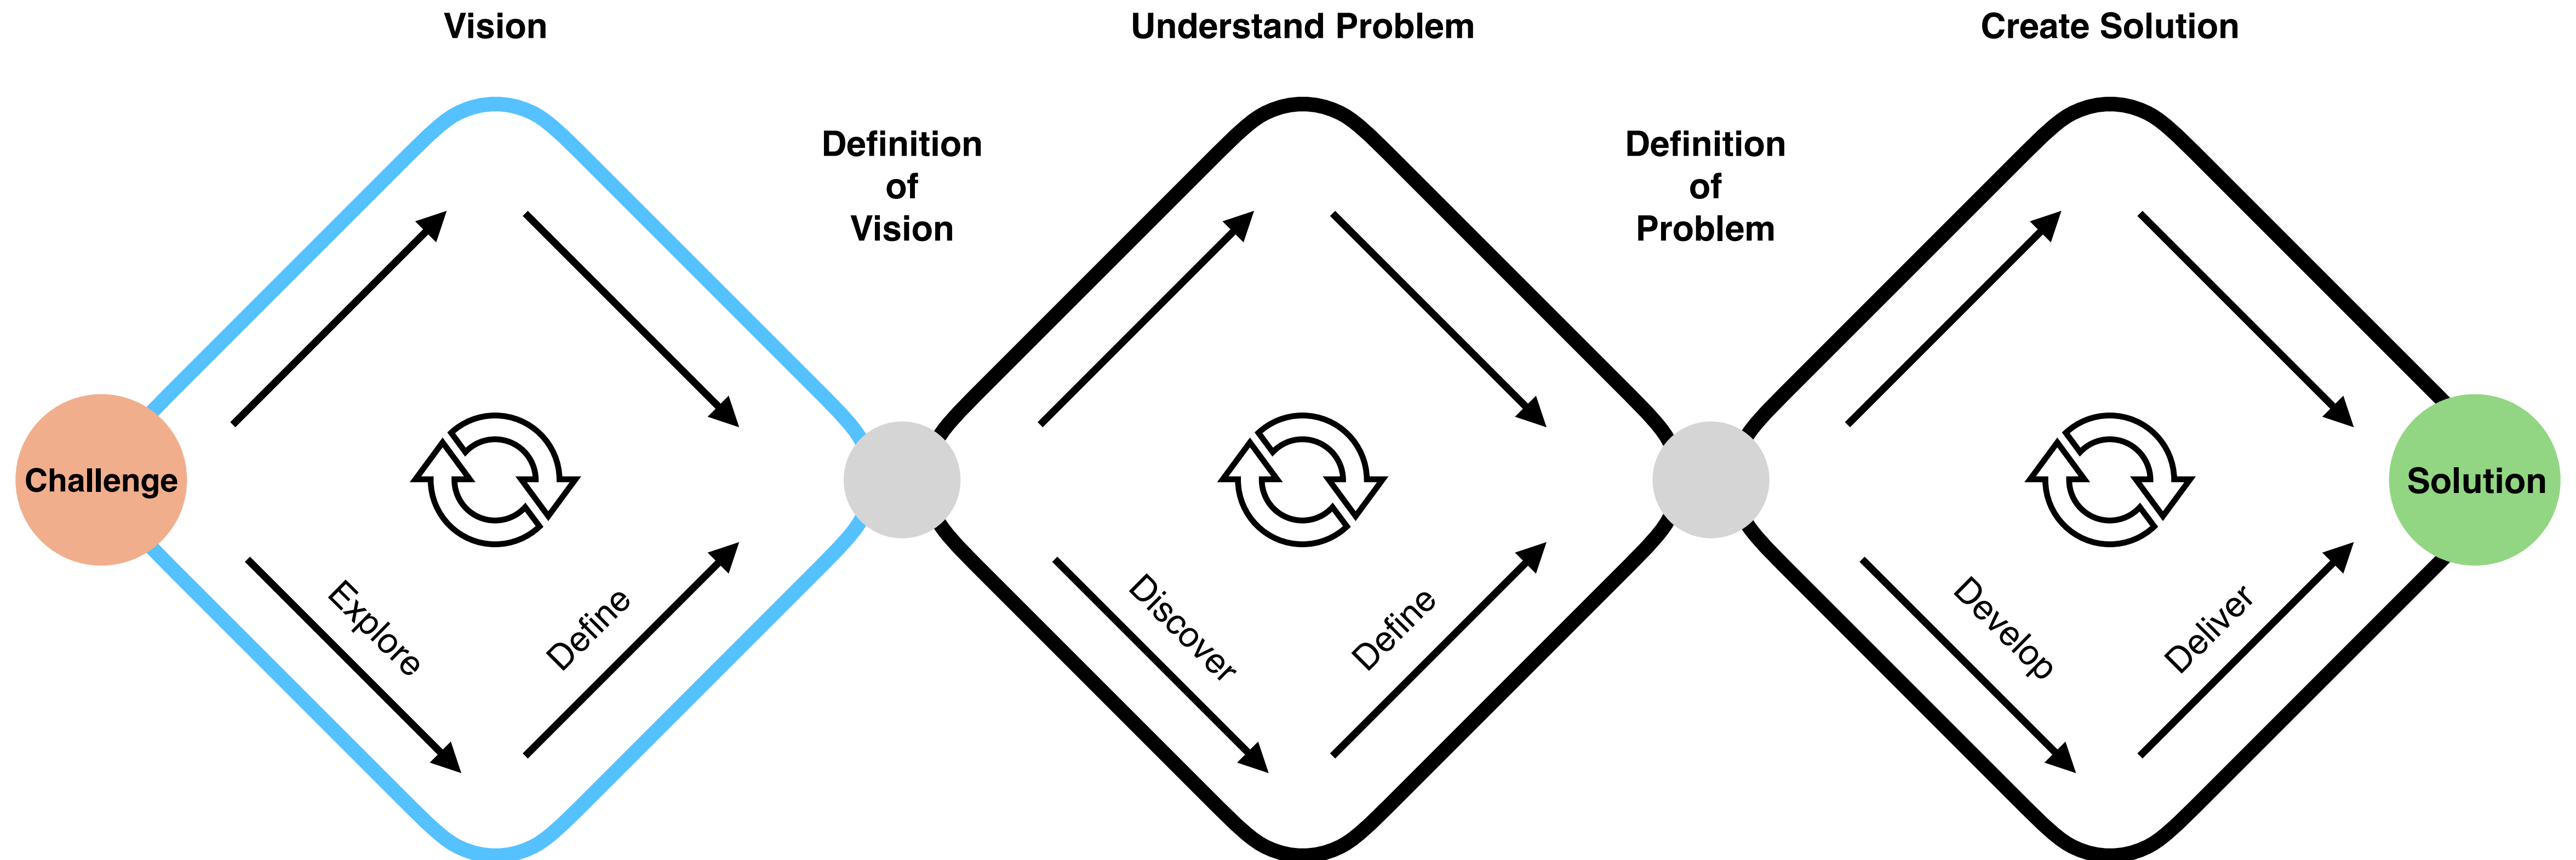 Vision
Understand Problem
Create Solution
Definition
of
Vision
Definition
of
Problem
Challenge
Solution
Explore
Define
Discover
Define
Develop
Deliver